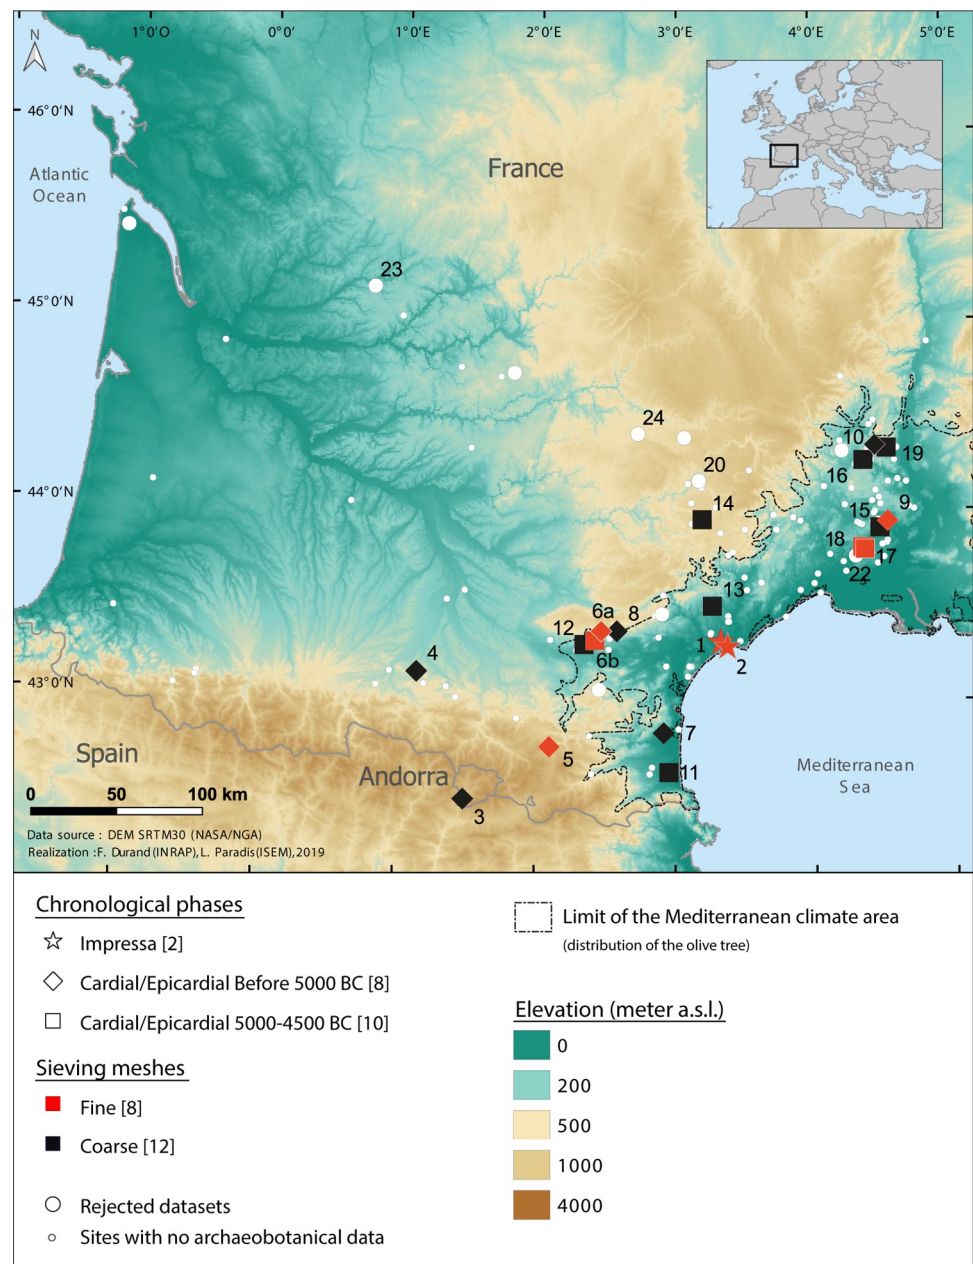 N
1°0'O
0°0'
1°0'E
2°0'E
3°0'E
4°0'E
5°0'E
46°0'N
France
Atlantic
Ocean
23
45°0'N
24
10
19
20
16
44°0'N
14
9
15
18
17
22
13
6a
8
12
6b
1
2
4
43°0'N
7
5
Spain
Mediterranean
Sea
Andorra
11
0 50 100 km
3
Data source : DEM SRTM30 (NASA/NGA)
Realization :F. Durand (INRAP), L. Paradis(ISEM), 2019
Chronological phases
Impressa [2]
Cardial/Epicardial Before 5000 BC [8]
Cardial/Epicardial 5000-4500 BC [10]
Sieving meshes
Fine [8]
Coarse [12]
Rejected datasets
Sites with no archaeobotanical data
Limit of the Mediterranean climate area
(distribution of the olive tree)
Elevation (meter a.s.l.)
0
200
500
1000
4000